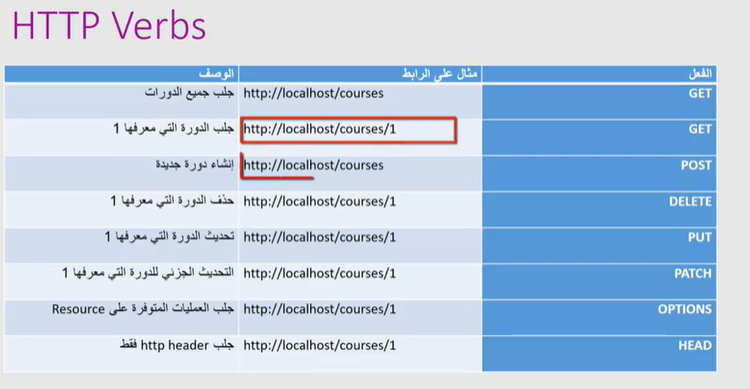 HTTP Verbs
الفعل مثال على الرابط الوصف
GET http://localhost/courses جلب جميع الدورات
GET http://localhost/courses/1 جلب الدورة التي معرفها 1
POST http://localhost/courses إنشاء دورة جديدة
DELETE http://localhost/courses/1 حذف الدورة التي معرفها 1
PUT http://localhost/courses/1 تحديث الدورة التي معرفها 1
PATCH http://localhost/courses/1 التحديث الجزئي للدورة التي معرفها 1
OPTIONS http://localhost/courses/1 جلب العمليات المتوفرة على Resource
HEAD http://localhost/courses/1 جلب http header فقط